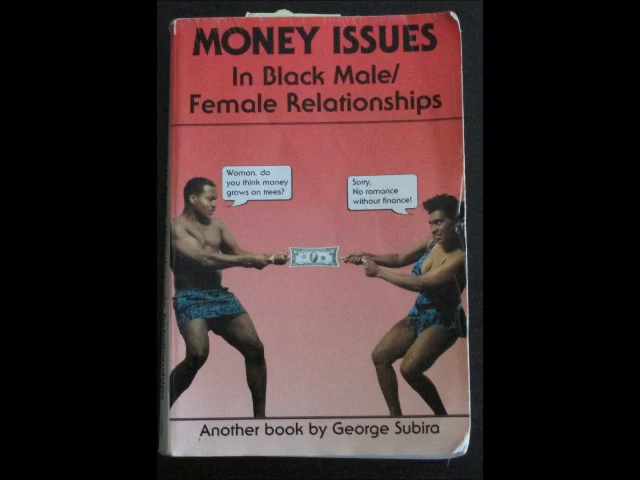 MONEY ISSUES
In Black Male/
Female Relationships
Woman, do
you think money
grows on trees?
Sorry,
No romance
without finance!
Another book by George Subira